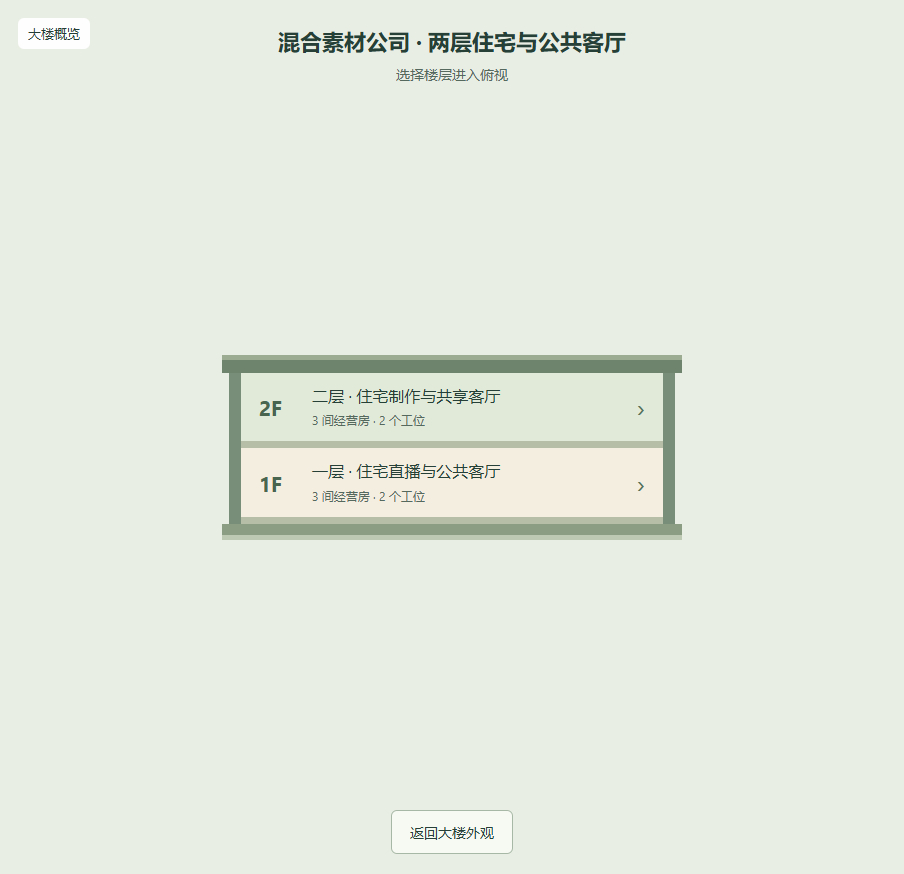 大楼概览
混合素材公司 · 两层住宅与公共客厅
选择楼层进入俯视
2F
二层 · 住宅制作与共享客厅
3 间经营房 · 2 个工位
›
1F
一层 · 住宅直播与公共客厅
3 间经营房 · 2 个工位
›
返回大楼外观